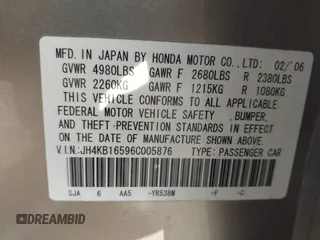 MFD. IN JAPAN BY HONDA MOTOR CO., LTD: 02/'06
GVWR 4980LBS GAWR F 2680LBS R 2380LBS
GVWR 2260KG GAWR F 1215KG R 1080KG
THIS VEHICLE CONFORMS TO ALL APPLICABLE
FEDERAL MOTOR VEHICLE SAFETY ,BUMPER,
AND THEFT-PREVENTION STANDARDS IN EFFECT
ON THE DATE OF MANUFACTURE SHOWN ABOVE.
V.I.N:JH4KB16596C005876 TYPE: PASSENGER CAR
SJA 6 AA5 -YR538M -F -C
DREAMBID